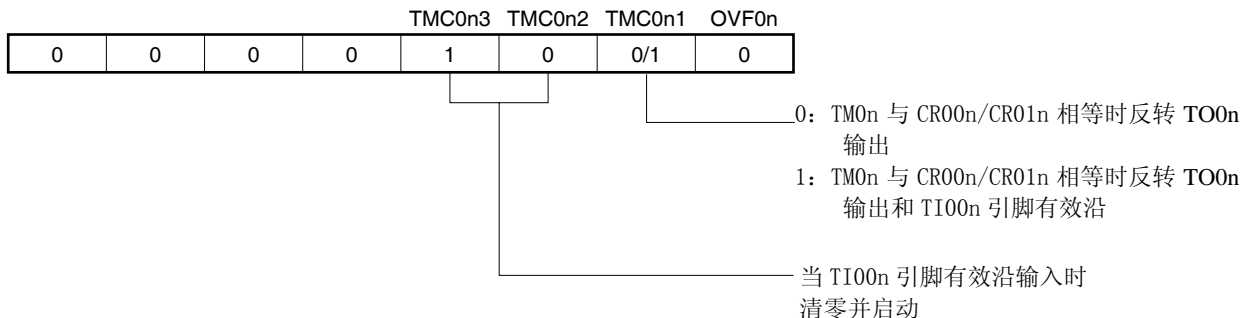 TMC0n3 TMC0n2 TMC0n1 OVF0n
0 0 0 0 1 0 0/1 0
0：TM0n 与 CR00n/CR01n 相等时反转 TO0n
输出
1：TM0n 与 CR00n/CR01n 相等时反转 TO0n
输出和 TI00n 引脚有效沿
当 TI00n 引脚有效沿输入时
清零并启动